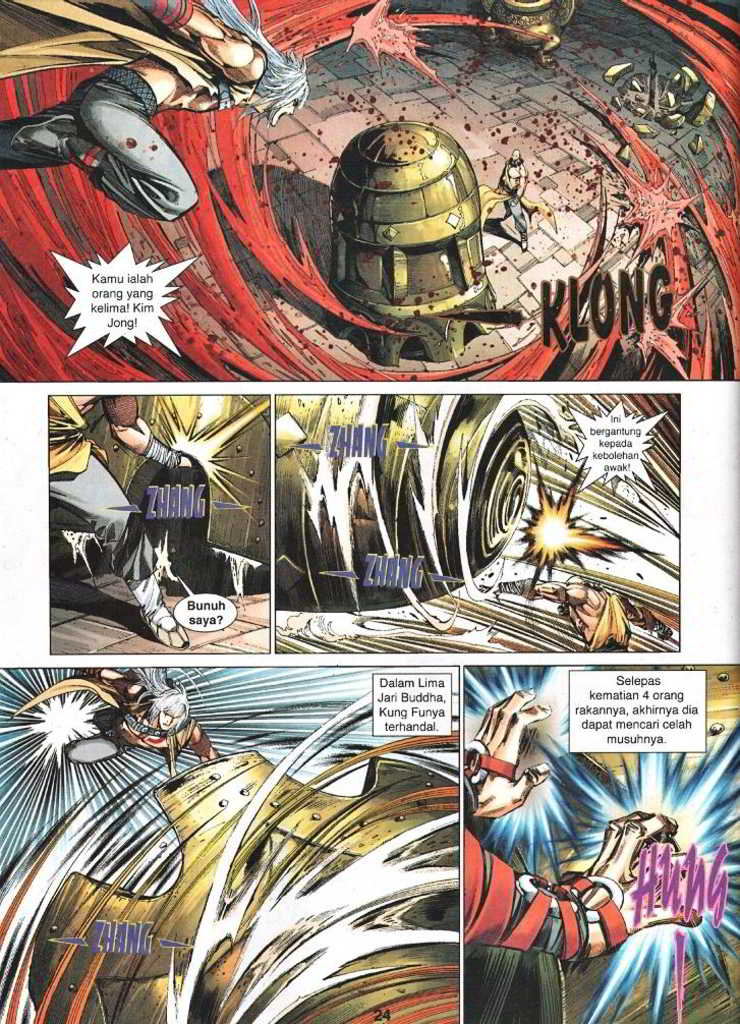 Kamu ialah
orang yang
kelima! Kim
Jong!
KLONG
ZHANG
Bunuh
saya?
ZHANG
Ini
bergantung
kepada
kebolehan
awak!
ZHANG
Dalam Lima
Jari Buddha,
Kung Funya
terhandal.
ZHANG
Selepas
kematian 4 orang
rakannya, akhirnya dia
dapat mencari celah
musuhnya.
HUNG
24